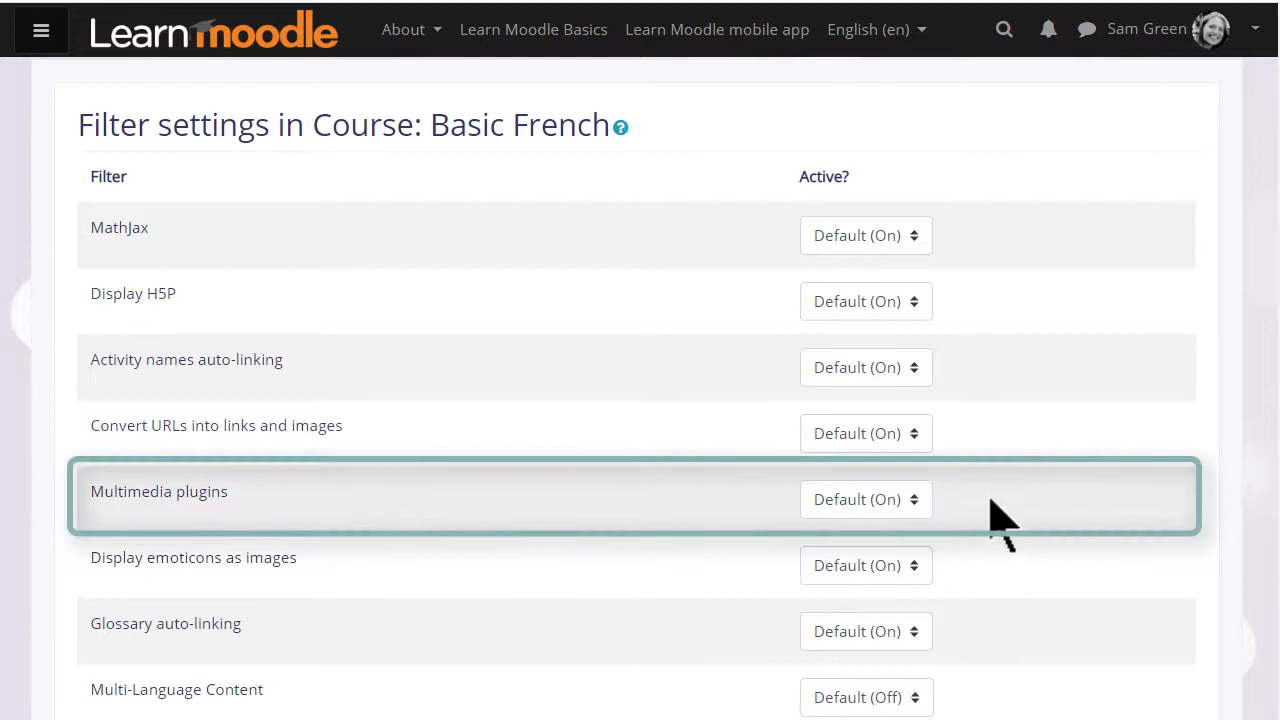 Learn moodle About Learn Moodle Basics Learn Moodle mobile app English (en) Sam Green
Filter settings in Course: Basic French ?
Filter Active?
MathJax Default (On)
Display H5P Default (On)
Activity names auto-linking Default (On)
Convert URLs into links and images Default (On)
Multimedia plugins Default (On)
Display emoticons as images Default (On)
Glossary auto-linking Default (On)
Multi-Language Content Default (Off)